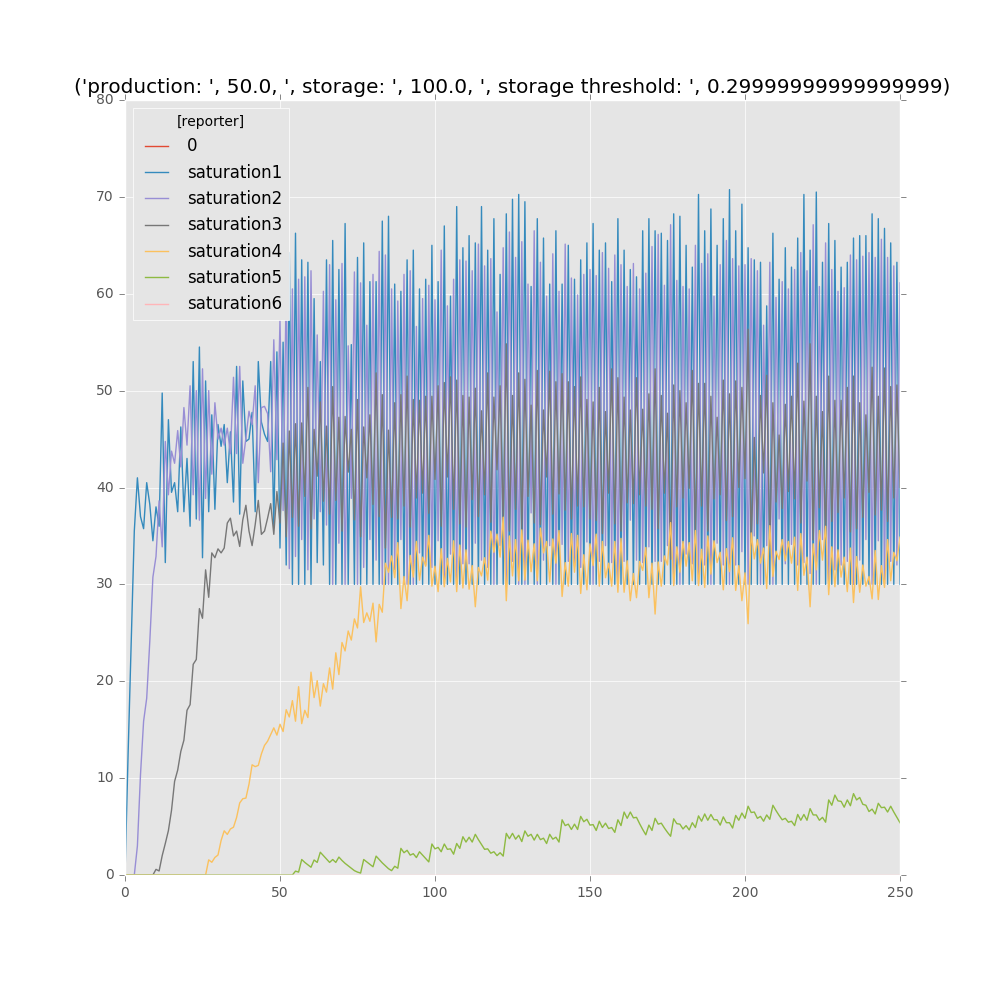 ('production: ', 50.0, ', storage: ', 100.0, ', storage threshold: ', 0.29999999999999999)
80
70
60
50
40
30
20
10
0
[reporter]
0
saturation1
saturation2
saturation3
saturation4
saturation5
saturation6
0 50 100 150 200 250